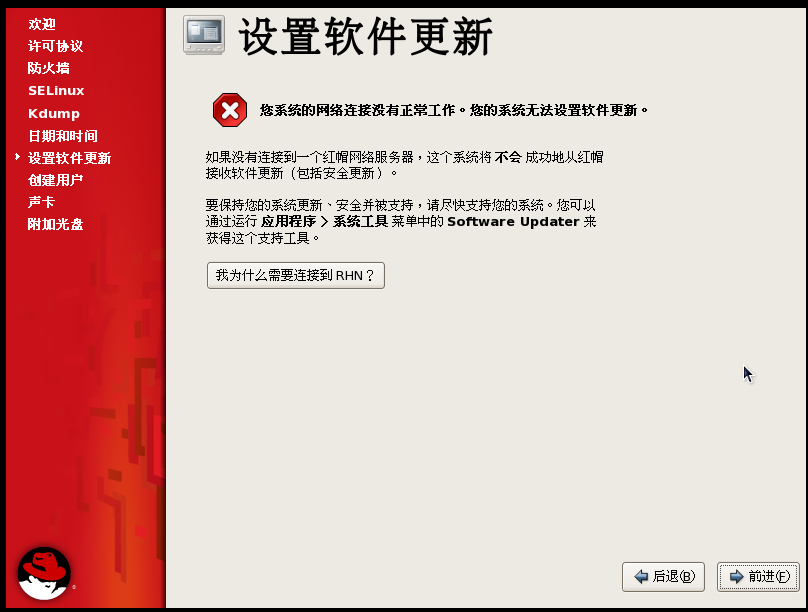 欢迎
许可协议
防火墙
SELinux
Kdump
日期和时间
设置软件更新
创建用户
声卡
附加光盘
设置软件更新
您系统的网络连接没有正常工作。您的系统无法设置软件更新。
如果没有连接到一个红帽网络服务器，这个系统将 不会 成功地从红帽
接收软件更新（包括安全更新）。
要保持您的系统更新、安全并被支持，请尽快支持您的系统。您可以
通过运行 应用程序 > 系统工具 菜单中的 Software Updater 来
获得这个支持工具。
我为什么需要连接到 RHN？
后退(B)
前进(F)